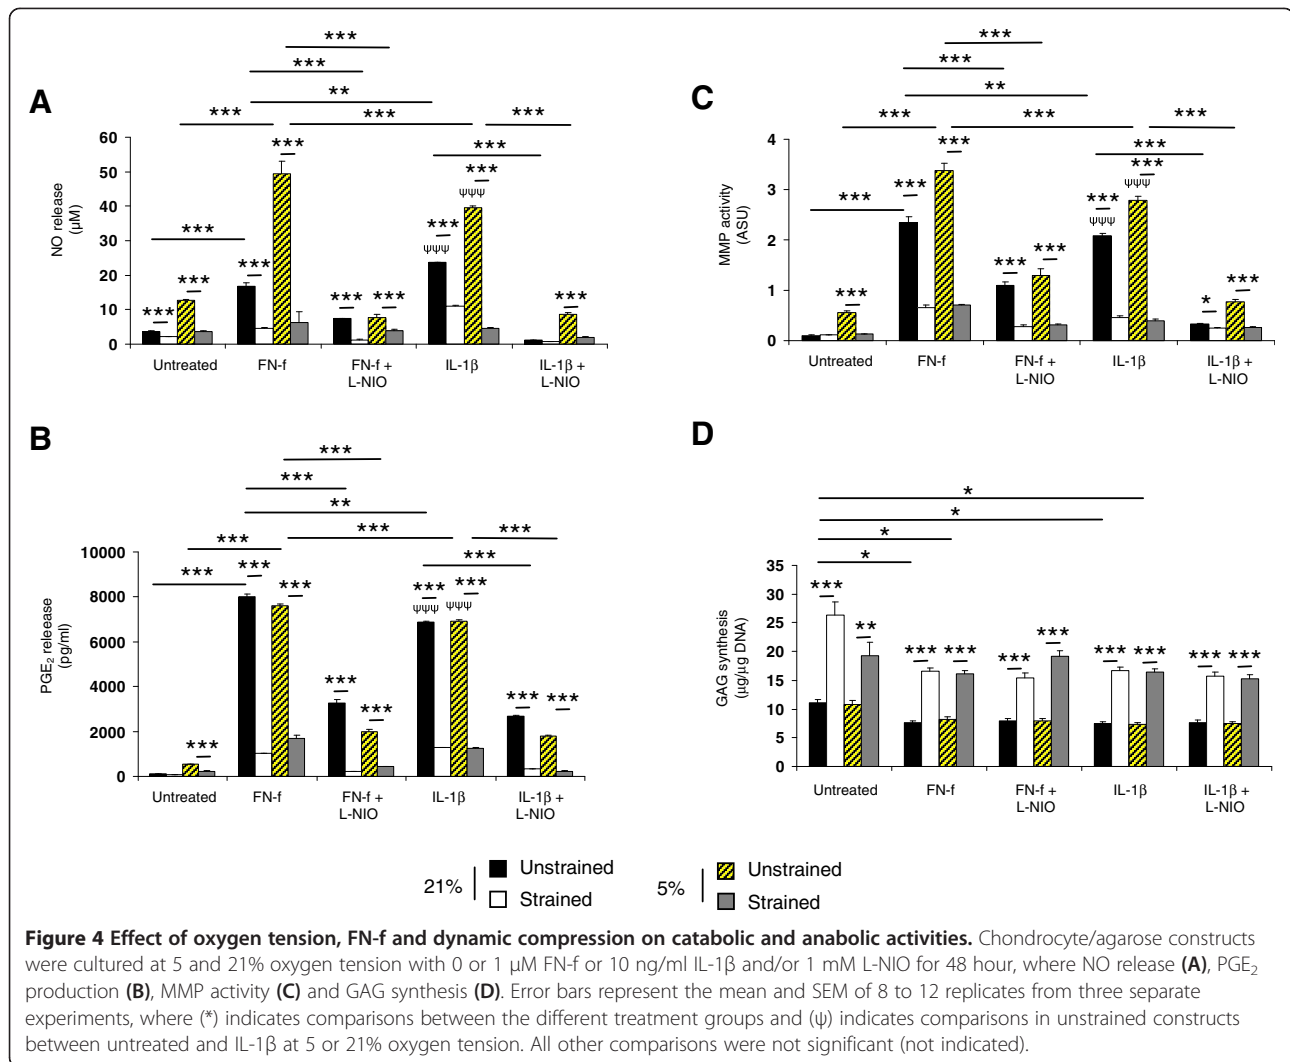 ***
***
**
A
***
***
***
60
50
40
30
20
10
0
NO release
(µM)
***
***
***
***
***
***
***
***
***
***
***
ψψψ
ψψψ
***
Untreated
FN-f
FN-f +
L-NIO
IL-1β
IL-1β +
L-NIO
***
***
**
C
***
***
***
4
3
2
1
0
MMP activity
(ASU)
***
***
***
***
***
***
***
***
***
ψψψ
ψψψ
*
***
Untreated
FN-f
FN-f +
L-NIO
IL-1β
IL-1β +
L-NIO
B
***
***
**
***
***
***
10000
8000
6000
4000
2000
0
PGE2 releease
(pg/ml)
***
***
***
***
***
***
***
***
***
ψψψ
ψψψ
***
***
Untreated
FN-f
FN-f +
L-NIO
IL-1β
IL-1β +
L-NIO
D
*
*
*
*
35
30
25
20
15
10
5
0
GAG synthesis
(µg/µg DNA)
***
**
***
***
***
***
***
***
***
***
Untreated
FN-f
FN-f +
L-NIO
IL-1β
IL-1β +
L-NIO
21%
Unstrained
Strained
5%
Unstrained
Strained
Figure 4 Effect of oxygen tension, FN-f and dynamic compression on catabolic and anabolic activities. Chondrocyte/agarose constructs
were cultured at 5 and 21% oxygen tension with 0 or 1 µM FN-f or 10 ng/ml IL-1β and/or 1 mM L-NIO for 48 hour, where NO release (A), PGE2
production (B), MMP activity (C) and GAG synthesis (D). Error bars represent the mean and SEM of 8 to 12 replicates from three separate
experiments, where (*) indicates comparisons between the different treatment groups and (ψ) indicates comparisons in unstrained constructs
between untreated and IL-1β at 5 or 21% oxygen tension. All other comparisons were not significant (not indicated).